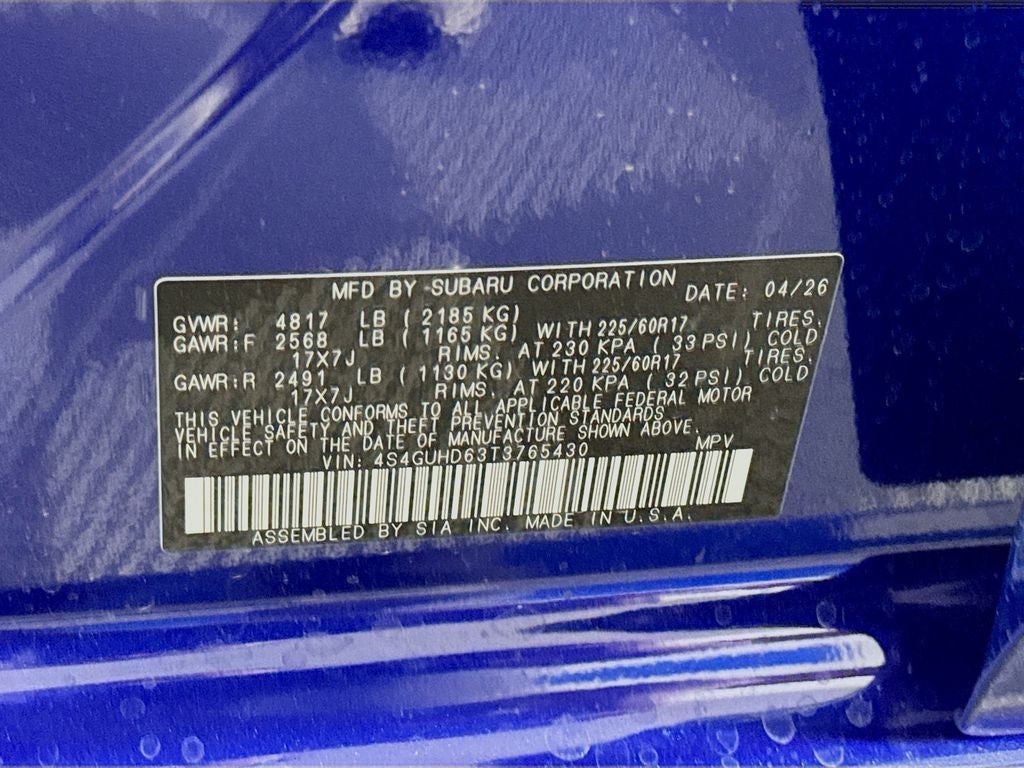 MFD BY SUBARU CORPORATION DATE: 04/26
GVWR: 4817 LB ( 2185 KG)
GAWR:F 2568 LB ( 1165 KG) WITH 225/60R17 TIRES,
17X7J RIMS, AT 230 KPA ( 33 PSI) COLD
GAWR:R 2491 LB ( 1130 KG) WITH 225/60R17 TIRES,
17X7J RIMS, AT 220 KPA ( 32 PSI) COLD
THIS VEHICLE CONFORMS TO ALL APPLICABLE FEDERAL MOTOR
VEHICLE SAFETY AND THEFT PREVENTION STANDARDS
IN EFFECT ON THE DATE OF MANUFACTURE SHOWN ABOVE.
VIN: 4S4GUHD63T3765430 MPV
ASSEMBLED BY SIA INC. MADE IN U.S.A.